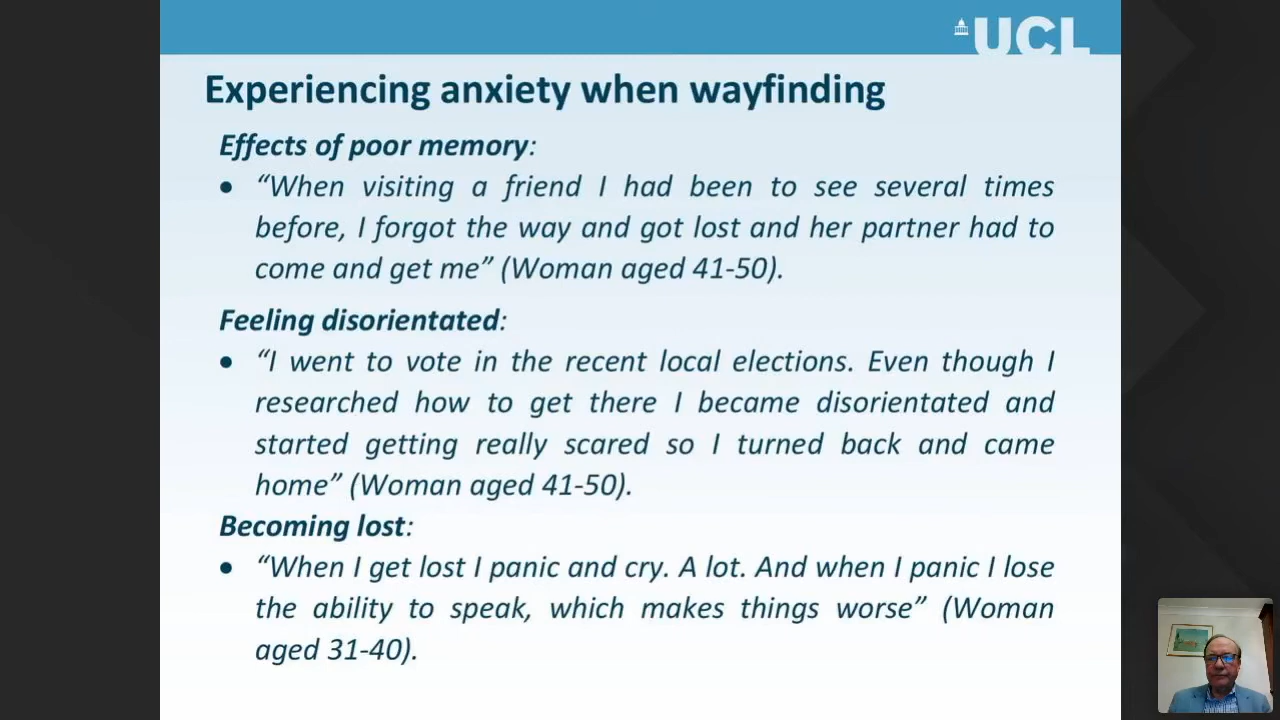 UCL
Experiencing anxiety when wayfinding
Effects of poor memory:
• “When visiting a friend I had been to see several times
before, I forgot the way and got lost and her partner had to
come and get me” (Woman aged 41-50).
Feeling disorientated:
• “I went to vote in the recent local elections. Even though I
researched how to get there I became disorientated and
started getting really scared so I turned back and came
home” (Woman aged 41-50).
Becoming lost:
• “When I get lost I panic and cry. A lot. And when I panic I lose
the ability to speak, which makes things worse” (Woman
aged 31-40).